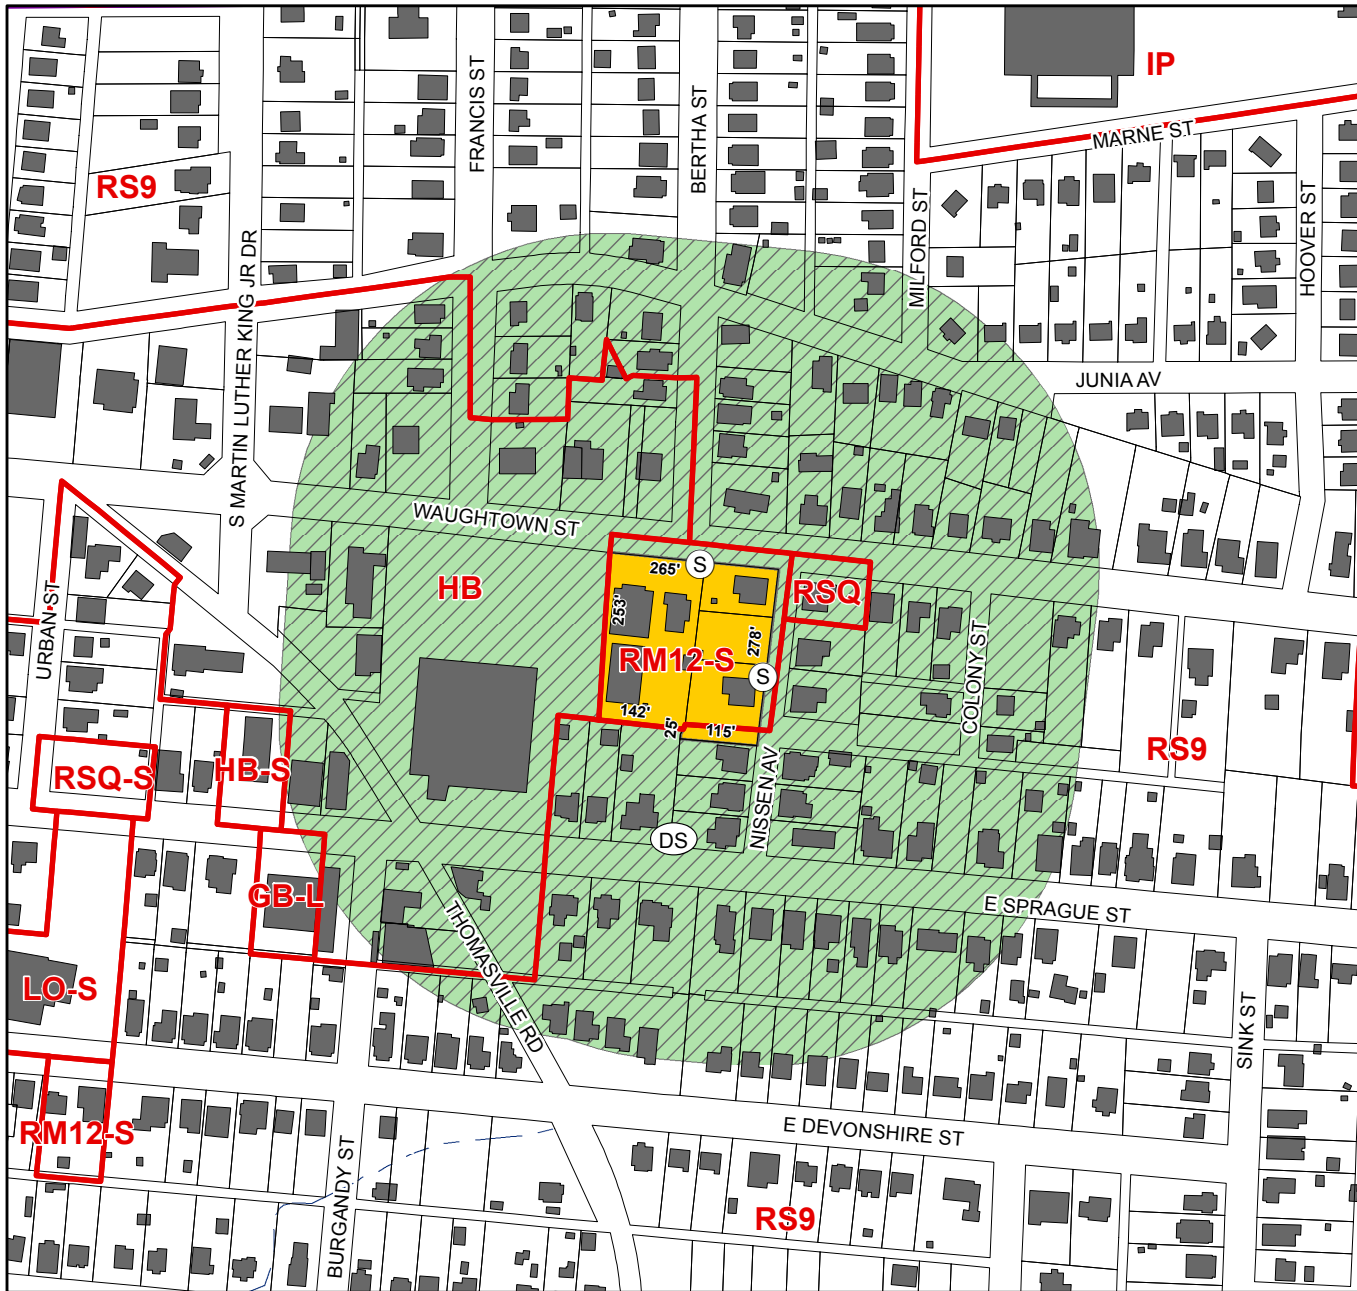 IP
FRANCIS ST
BERTHA ST
MARNE ST
RS9
MILFORD ST
HOOVER ST
S MARTIN LUTHER KING JR DR
JUNIA AV
WAUGHTOWN ST
S
265'
HB
RSQ
253'
URBAN ST
278'
RM12-S
COLONY ST
S
142'
25'
115'
RS9
RSQ-S
HB-S
NISSEN AV
DS
GB-L
E SPRAGUE ST
THOMASVILLE RD
LO-S
SINK ST
RM12-S
E DEVONSHIRE ST
BURGANDY ST
RS9